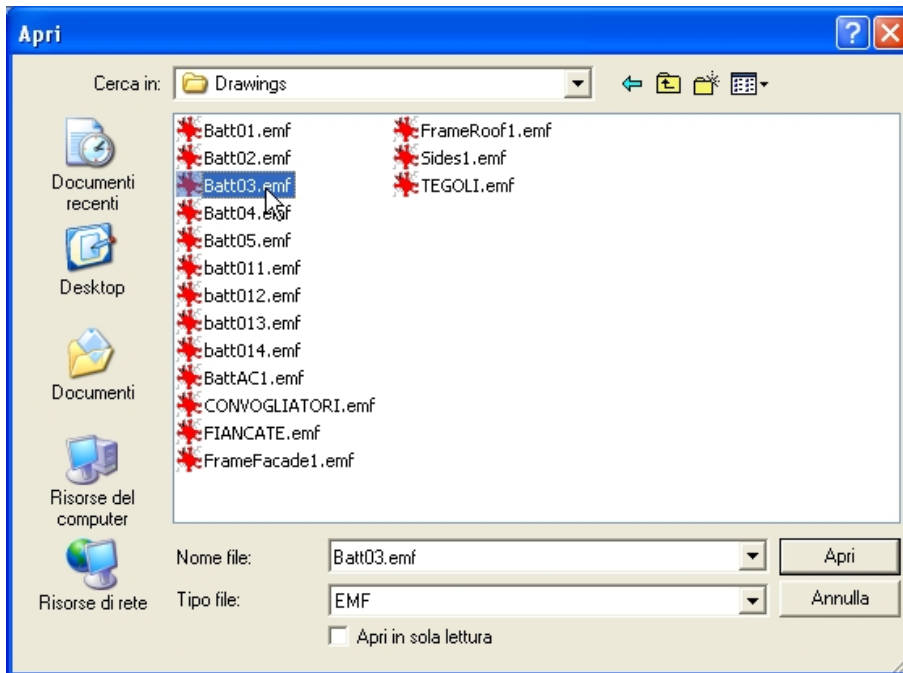 Apri
Cerca in: Drawings
Documenti recenti
Desktop
Documenti
Risorse del computer
Risorse di rete
Batt01.emf
Batt02.emf
Batt03.emf
Batt04.emf
Batt05.emf
batt011.emf
batt012.emf
batt013.emf
batt014.emf
BattAC1.emf
CONVOGLIATORI.emf
FIANCATE.emf
FrameFacade1.emf
FrameRoof1.emf
Sides1.emf
TEGOLI.emf
Nome file: Batt03.emf Apri
Tipo file: EMF Annulla
Apri in sola lettura